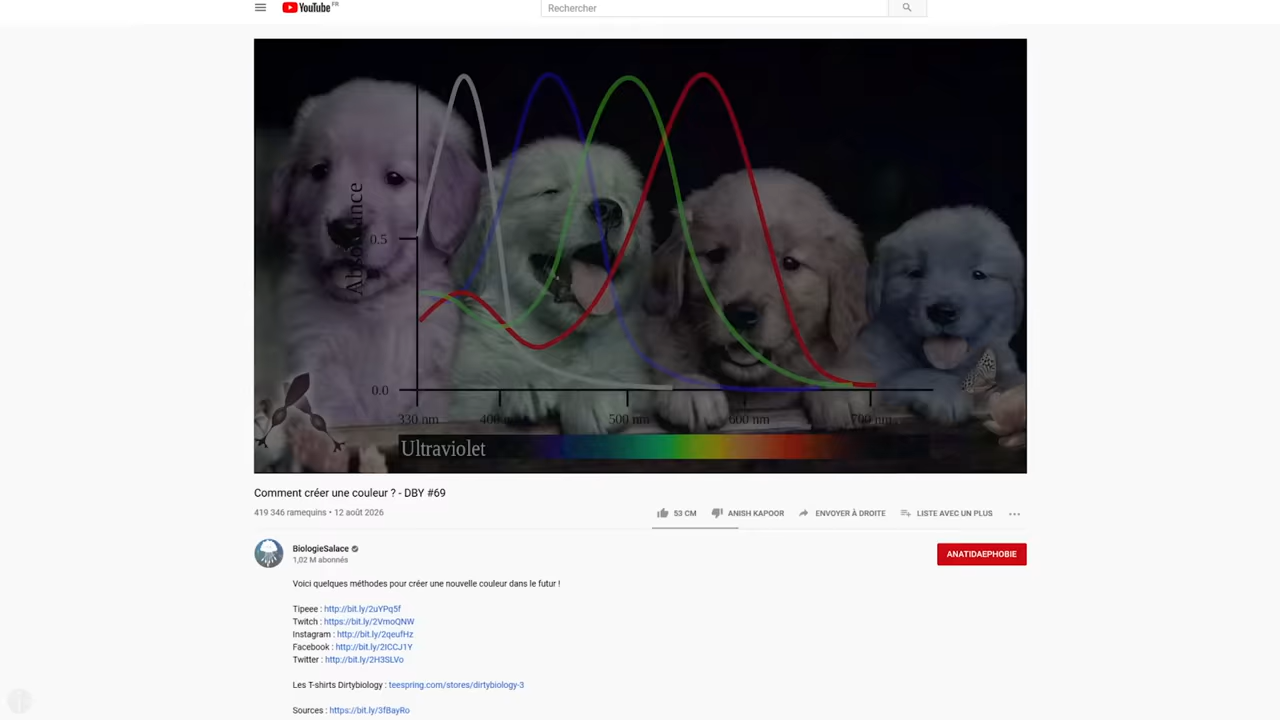 YouTube FR
Rechercher
Absorbance
0.5
0.0
330 nm 400 nm 500 nm 600 nm 700 nm
Ultraviolet
Comment créer une couleur ? - DBY #69
419 346 ramequins • 12 août 2026
53 CM ANISH KAPOOR ENVOYER À DROITE LISTE AVEC UN PLUS
BiologieSalace
1,02 M abonnés
ANATIDAEPHOBIE
Voici quelques méthodes pour créer une nouvelle couleur dans le futur !
Tipeee : http://bit.ly/2uYPq5f
Twitch : https://bit.ly/2VmoQNW
Instagram : http://bit.ly/2qeufHz
Facebook : http://bit.ly/2ICCJ1Y
Twitter : http://bit.ly/2H3SLVo
Les T-shirts Dirtybiology : teespring.com/stores/dirtybiology-3
Sources : https://bit.ly/3fBayRo